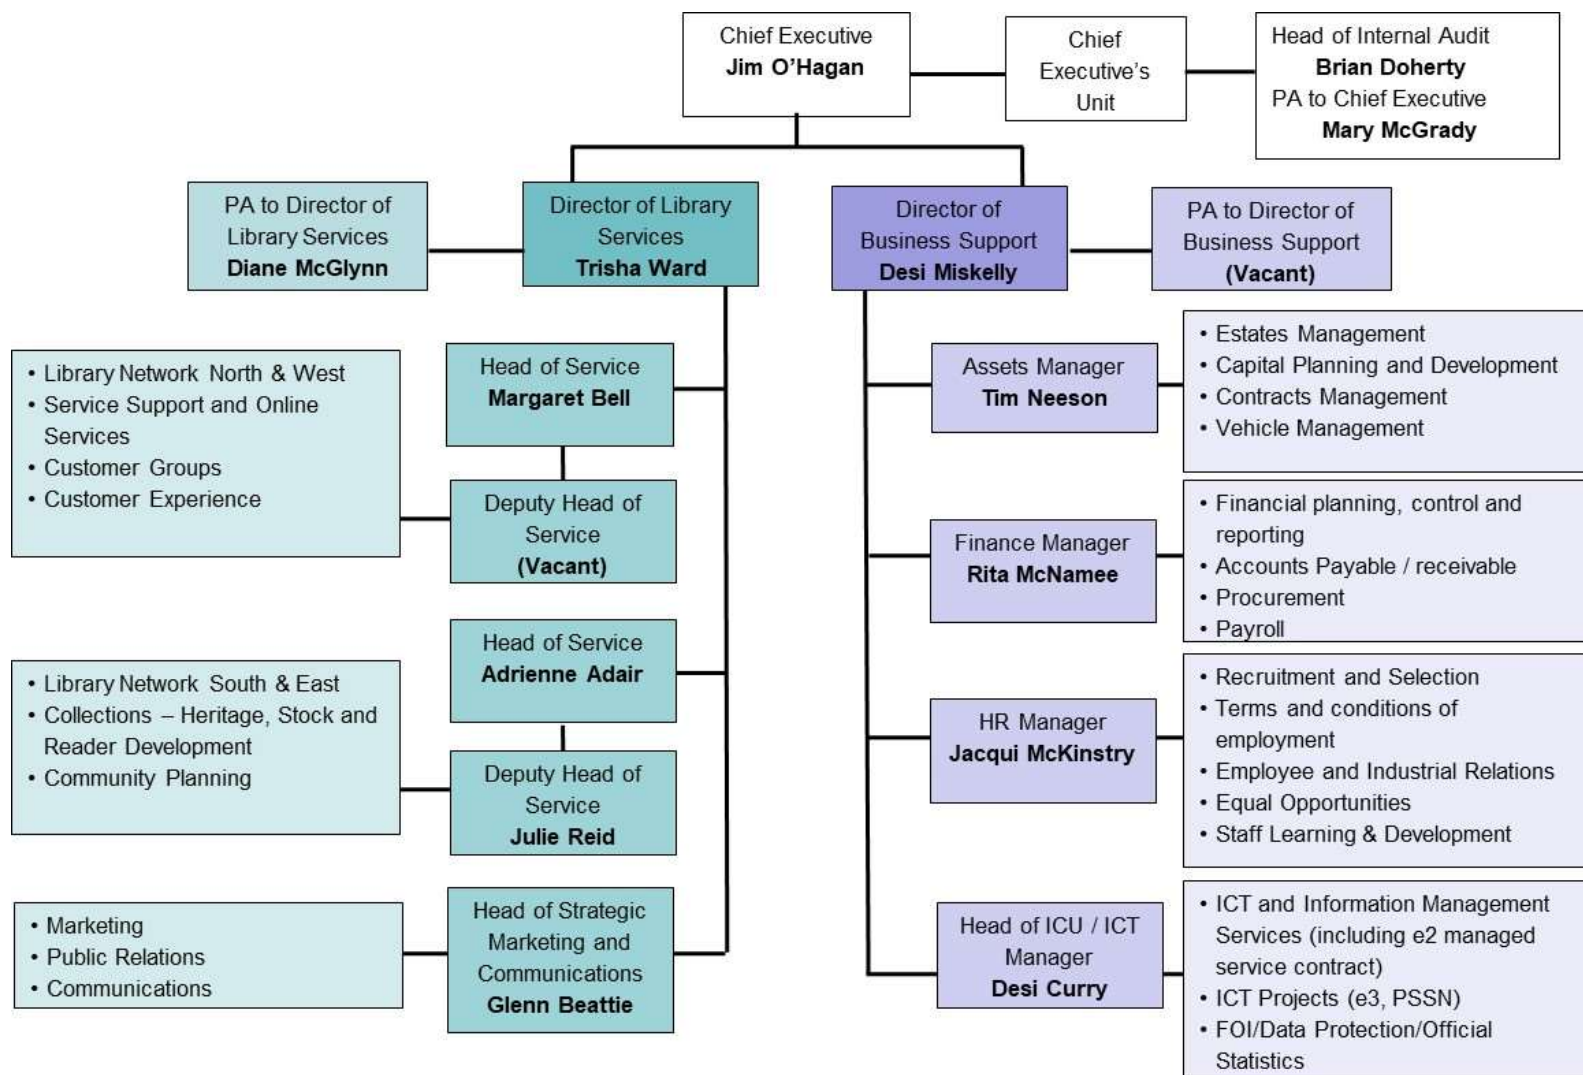 Chief Executive
Jim O'Hagan
Chief
Executive's
Unit
Head of Internal Audit
Brian Doherty
PA to Chief Executive
Mary McGrady
PA to Director of
Library Services
Diane McGlynn
Director of Library
Services
Trisha Ward
Director of
Business Support
Desi Miskelly
PA to Director of
Business Support
(Vacant)
• Library Network North & West
• Service Support and Online
Services
• Customer Groups
• Customer Experience
Head of Service
Margaret Bell
Deputy Head of
Service
(Vacant)
• Library Network South & East
• Collections – Heritage, Stock and
Reader Development
• Community Planning
Head of Service
Adrienne Adair
Deputy Head of
Service
Julie Reid
• Marketing
• Public Relations
• Communications
Head of Strategic
Marketing and
Communications
Glenn Beattie
Assets Manager
Tim Neeson
• Estates Management
• Capital Planning and Development
• Contracts Management
• Vehicle Management
Finance Manager
Rita McNamee
• Financial planning, control and
reporting
• Accounts Payable / receivable
• Procurement
• Payroll
HR Manager
Jacqui McKinstry
• Recruitment and Selection
• Terms and conditions of
employment
• Employee and Industrial Relations
• Equal Opportunities
• Staff Learning & Development
Head of ICU / ICT
Manager
Desi Curry
• ICT and Information Management
Services (including e2 managed
service contract)
• ICT Projects (e3, PSSN)
• FOI/Data Protection/Official
Statistics